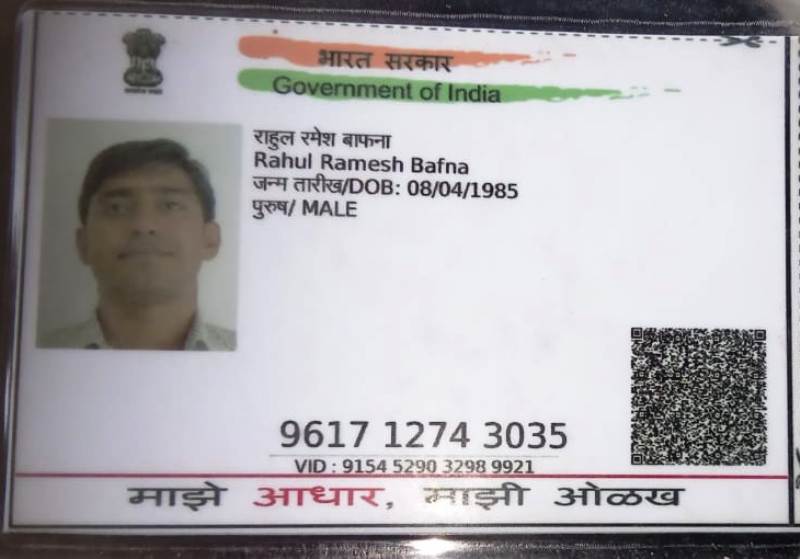 भारत सरकार
Government of India
राहुल रमेश बाफना
Rahul Ramesh Bafna
जन्म तारीख/DOB: 08/04/1985
पुरुष/ MALE
9617 1274 3035
VID : 9154 5290 3298 9921
माझे आधार, माझी ओळख